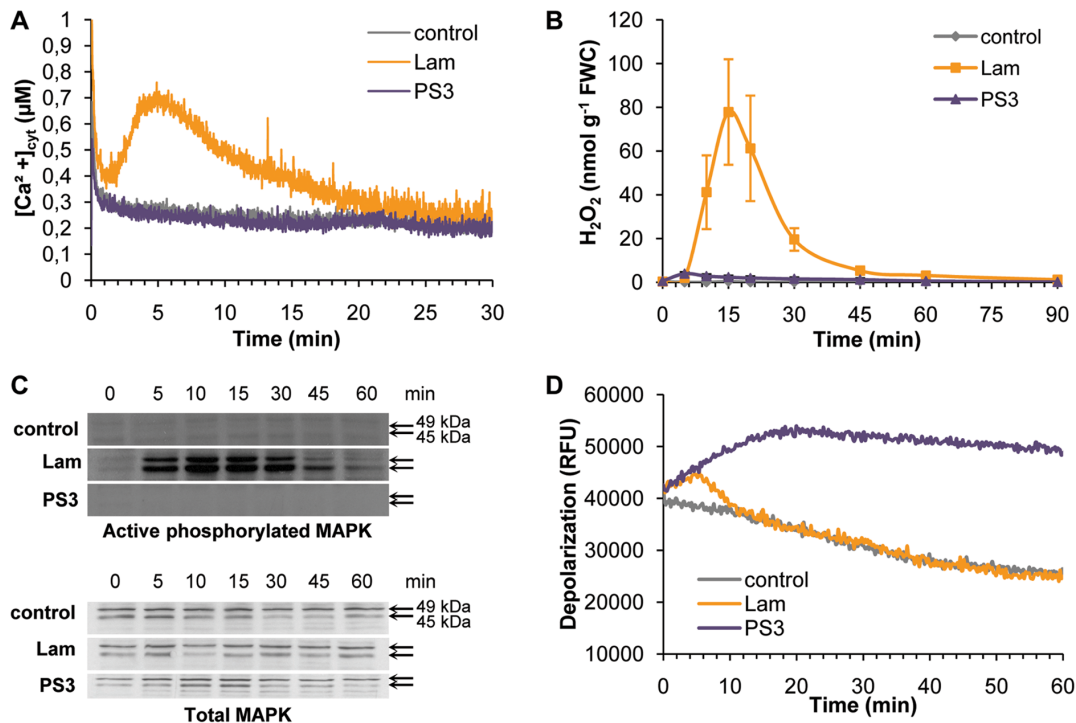 A
[Ca²⁺]cyt (µM)
1
0,9
0,8
0,7
0,6
0,5
0,4
0,3
0,2
0,1
0
control
Lam
PS3
0 5 10 15 20 25 30
Time (min)
B
H₂O₂ (nmol g⁻¹ FWC)
120
100
80
60
40
20
0
control
Lam
PS3
0 15 30 45 60 75 90
Time (min)
C
0 5 10 15 30 45 60 min
control
49 kDa
45 kDa
Lam
PS3
Active phosphorylated MAPK
0 5 10 15 30 45 60 min
control
49 kDa
45 kDa
Lam
PS3
Total MAPK
D
Depolarization (RFU)
60000
50000
40000
30000
20000
10000
control
Lam
PS3
0 20 40 60
Time (min)